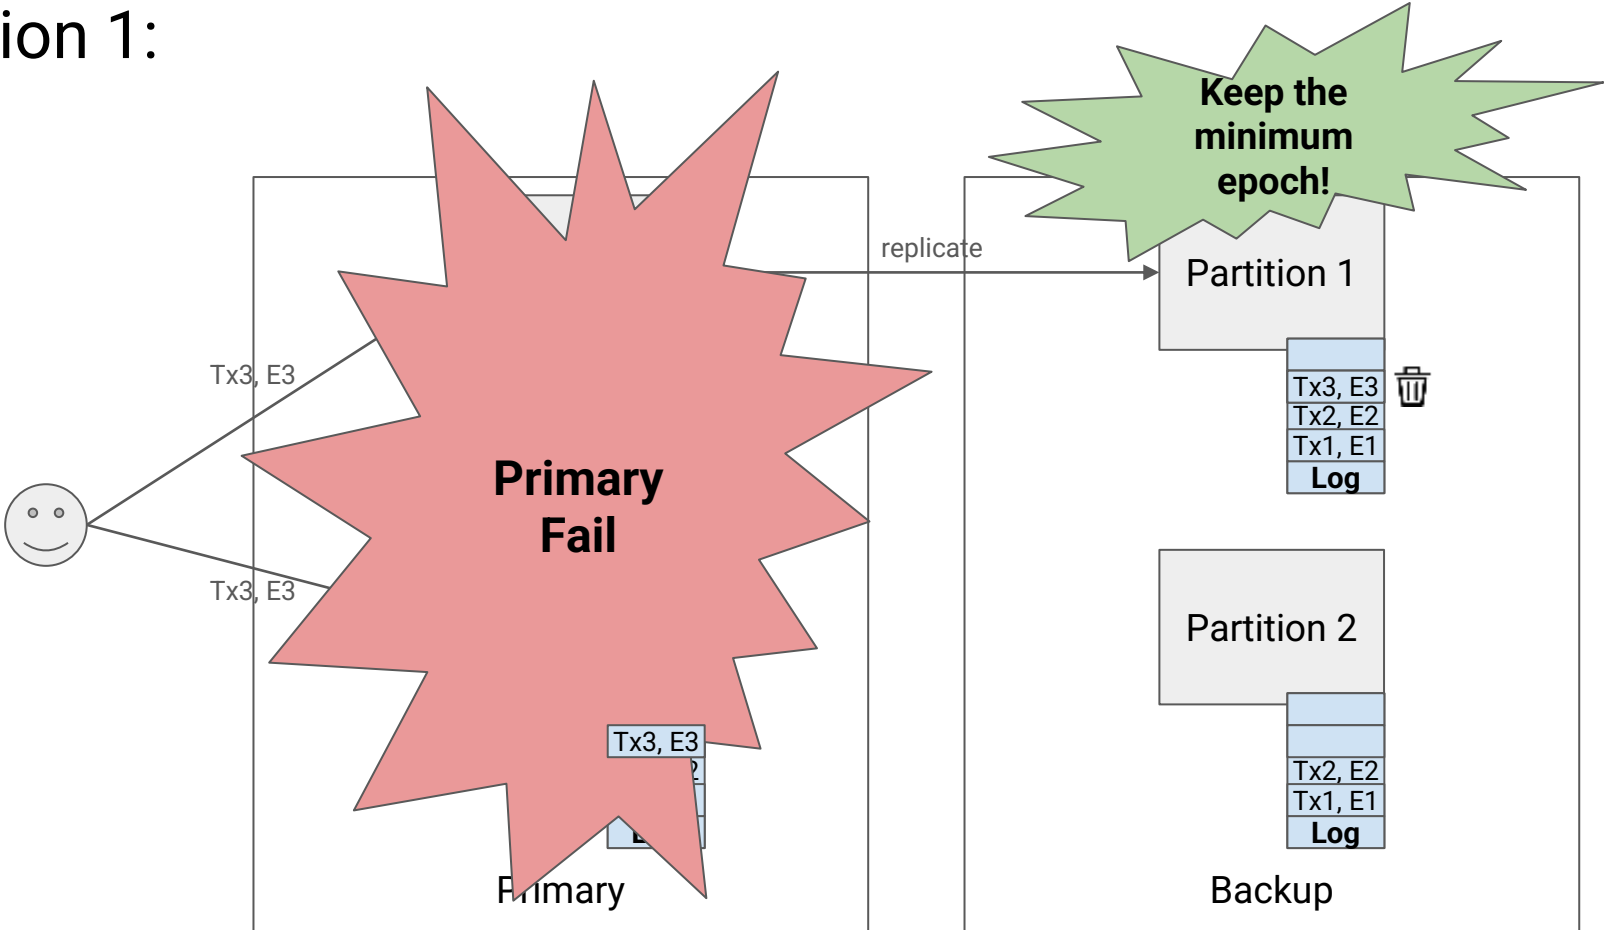 ion 1:
Keep the
minimum
epoch!
replicate
Partition 1
Tx3, E3
Tx3, E3
Tx2, E2
Tx1, E1
Log
Primary
Fail
Tx3, E3
Partition 2
Tx3, E3
2
Tx2, E2
Tx1, E1
Log
Primary
Backup